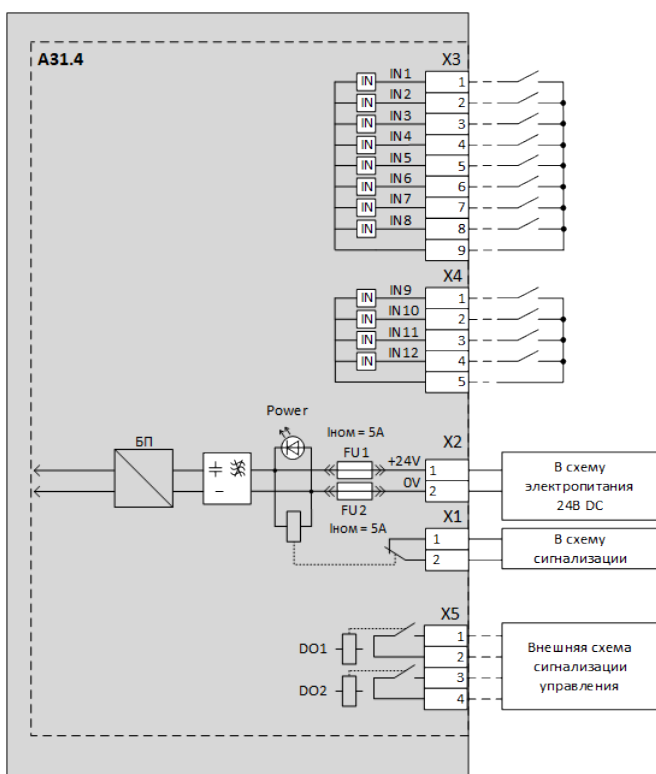 A31.4
X3
IN
IN1
1
IN
IN2
2
IN
IN3
3
IN
IN4
4
IN
IN5
5
IN
IN6
6
IN
IN7
7
IN
IN8
8
9
X4
IN
IN9
1
IN
IN10
2
IN
IN11
3
IN
IN12
4
5
Power
Iном = 5А
X2
БП
FU1
+24V
1
0V
2
FU2
Iном = 5А
В схему
электропитания
24В DC
X1
1
2
В схему
сигнализации
X5
DO1
1
2
DO2
3
4
Внешняя схема
сигнализации
управления